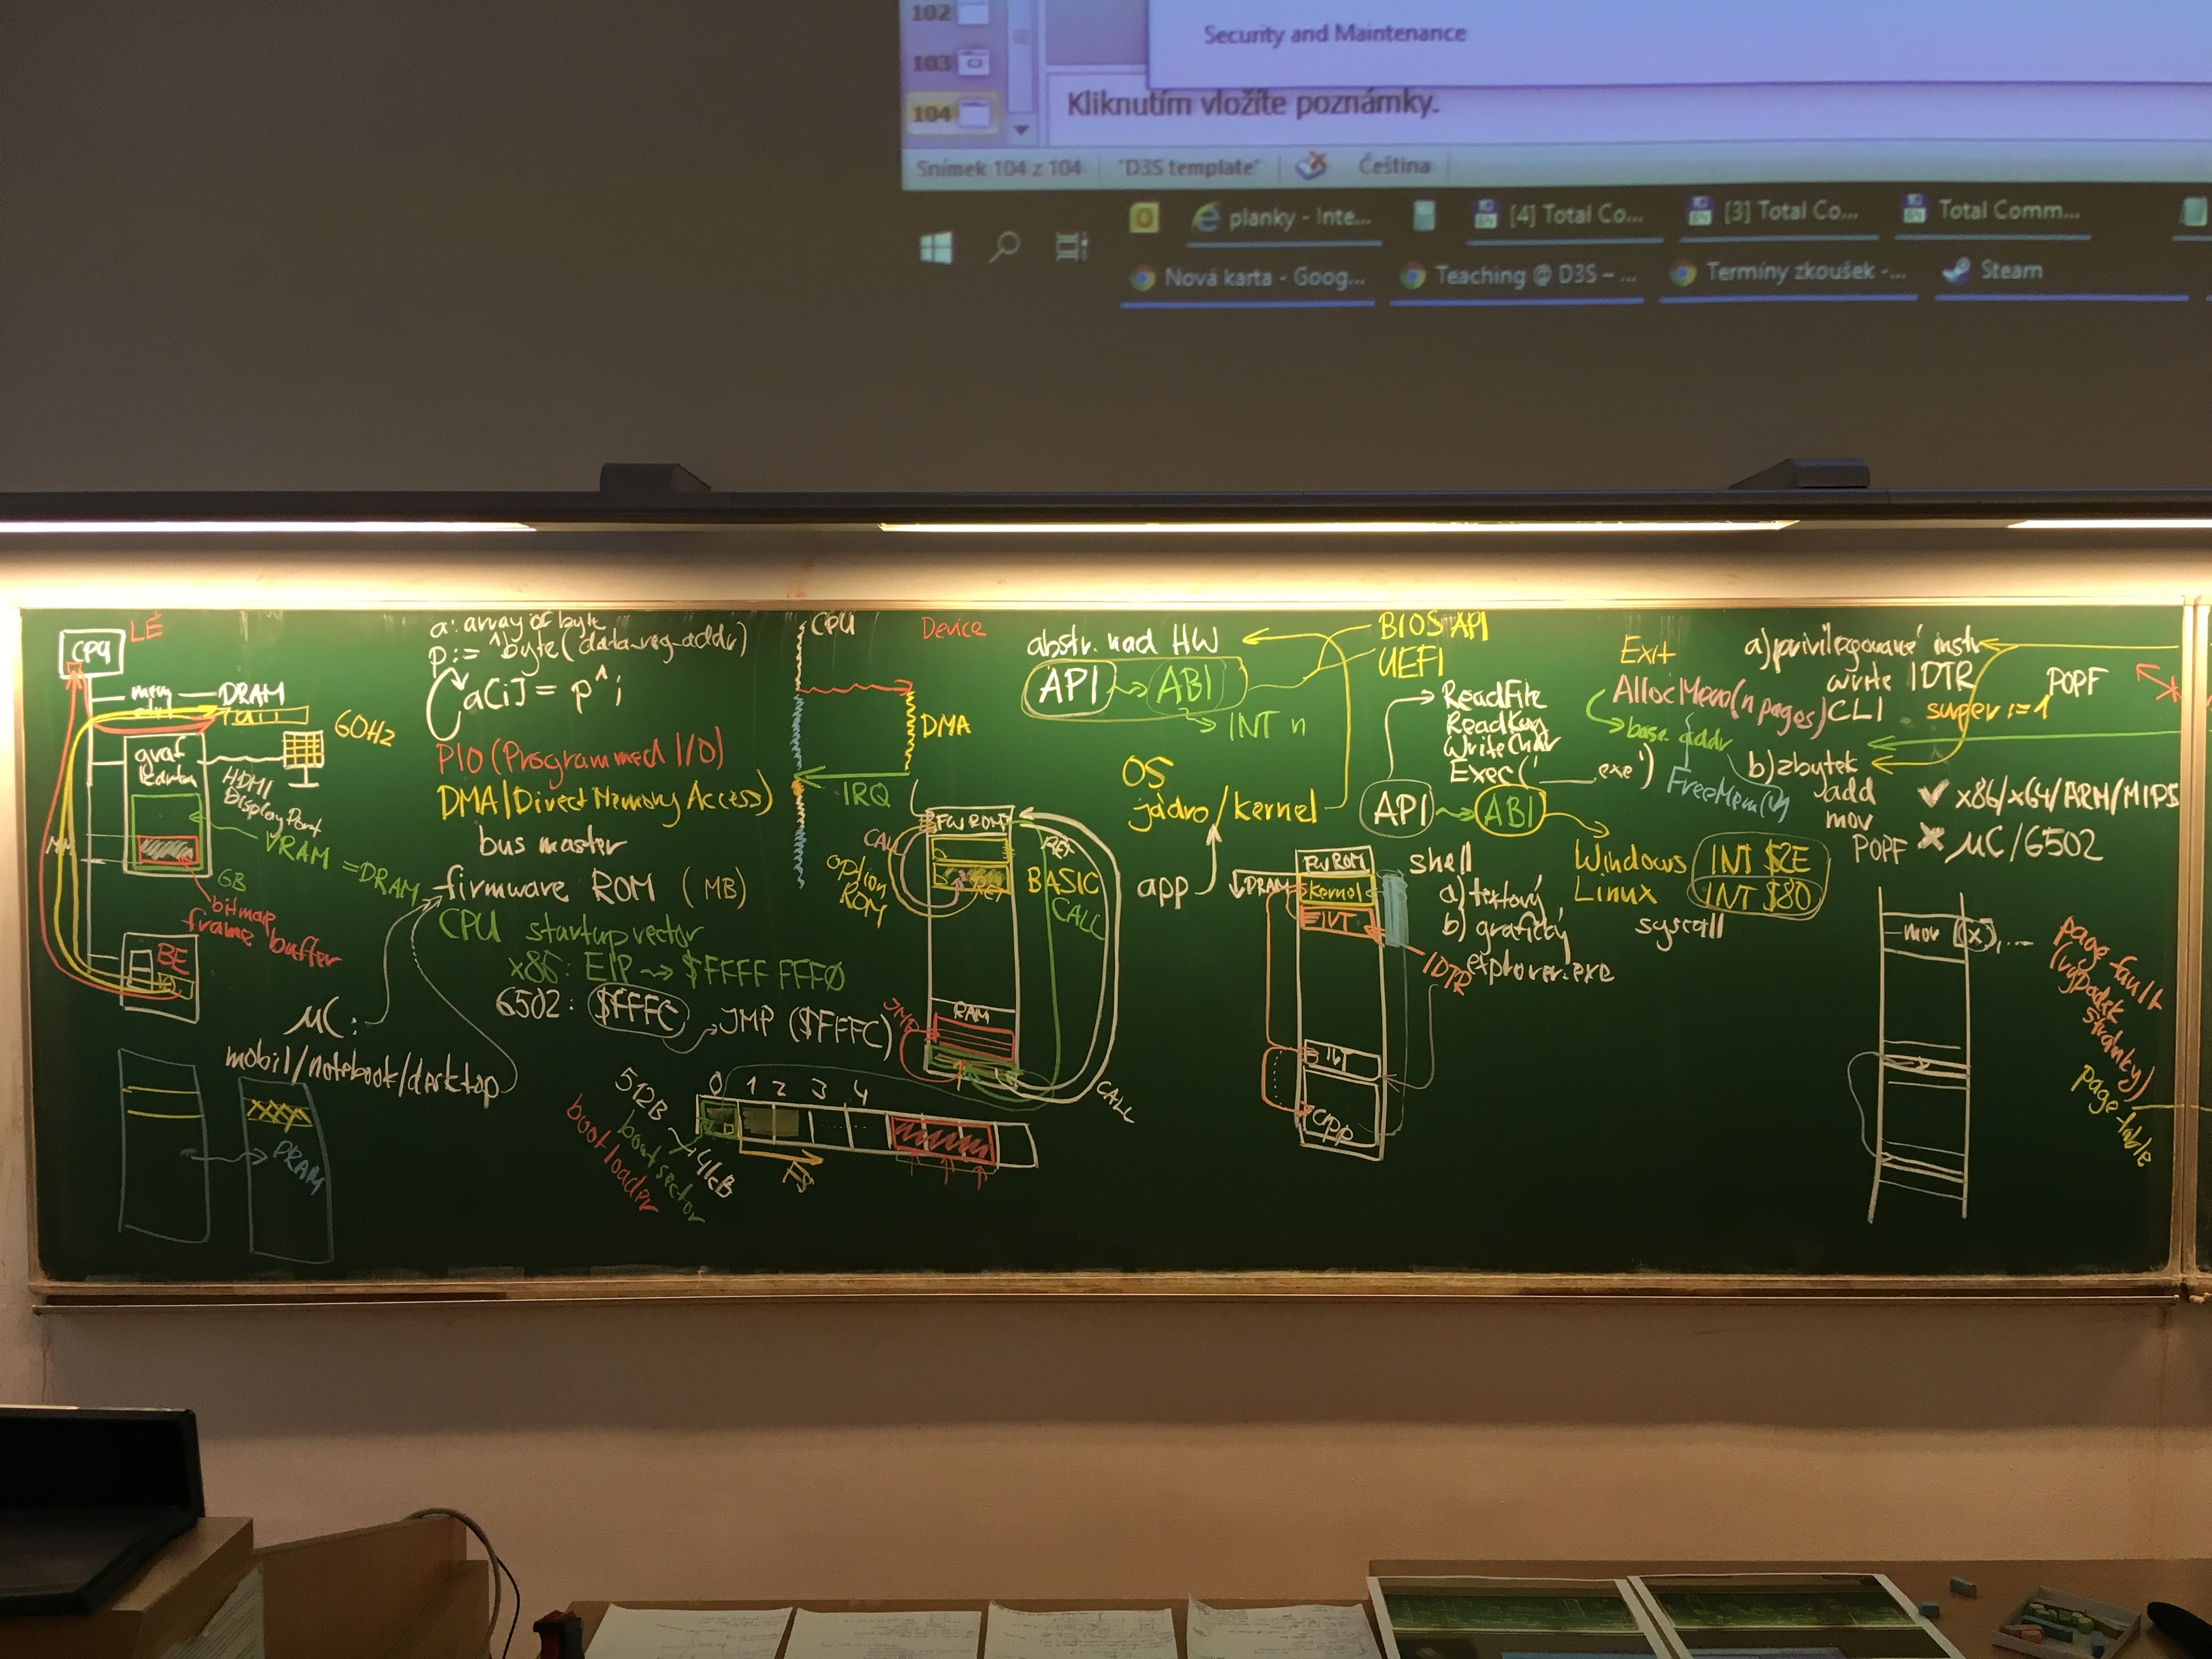 102
103
104
Security and Maintenance
Kliknutím vložíte poznámky.
Snímek 104 z 104
"D3S template"
Čeština
planky - Inte...
[4] Total Co...
[3] Total Co...
Total Comm...
Nová karta - Goog...
Teaching @ D3S – ...
Termíny zkoušek -...
Steam
CPU
LE
DRAM
graf
karta
60Hz
HDMI
DisplayPort
VRAM = DRAM
GB
bitmap
frame buffer
BE
μC:
mobil/notebook/desktop
DRAM
a: array of byte
p := ^byte(data_reg_addr)
a[i] = p^;
PIO (Programmed I/O)
DMA (Direct Memory Access)
bus master
firmware ROM (MB)
CPU startup vector
x86: EIP → $FFFF FFF0
6502: $FFFC → JMP ($FFFC)
512B
0 1 2 3 4
boot sector
4kB
bootloader
FS
CPU
Device
DMA
IRQ
FW ROM
CALL
option
ROM
RET
RET
BASIC
CALL
RAM
JMP
CALL
abstr. nad HW
API → ABI
INT n
BIOS API
UEFI
OS
jádro/kernel
app
ReadFile
ReadKey
WriteChar
Exec('____.exe')
API → ABI
FW ROM
DRAM
kernel
IVT
IDTR
app
shell
a) textový
b) grafický
explorer.exe
Windows INT $2E
Linux INT $80
syscall
Exit
AllocMem(n pages)
base addr
FreeMem()
a) privilegované instr.
write IDTR
CLI
POPF
super := 1
b) zbytek
add
mov
POPF
✓ x86/x64/ARM/MIPS
✗ μC/6502
mov [x], ...
page fault
(výpadek
stránky)
page table